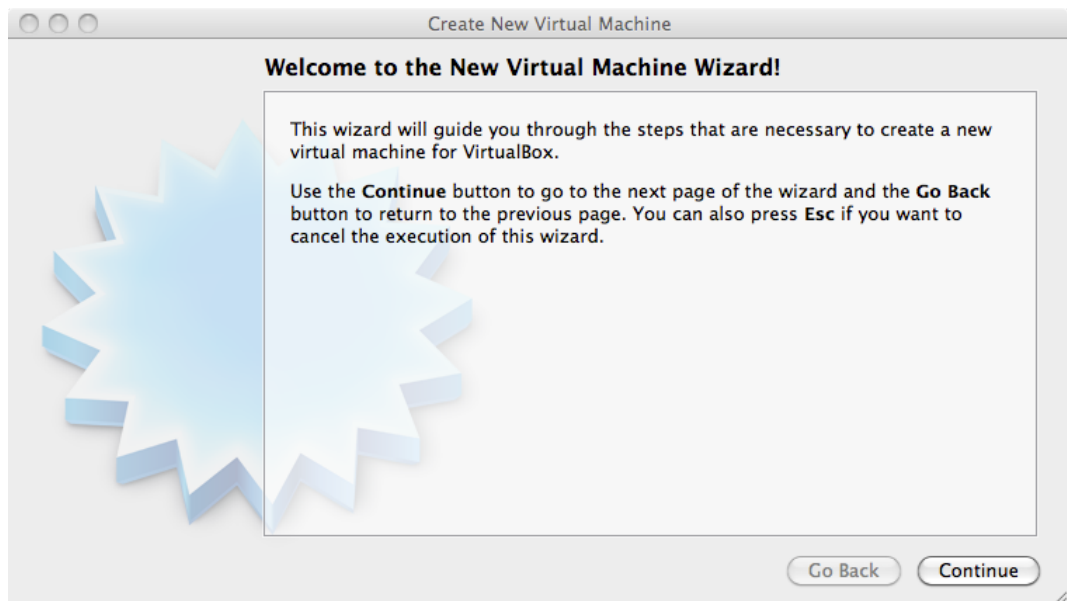 Create New Virtual Machine
Welcome to the New Virtual Machine Wizard!
This wizard will guide you through the steps that are necessary to create a new
virtual machine for VirtualBox.
Use the Continue button to go to the next page of the wizard and the Go Back
button to return to the previous page. You can also press Esc if you want to
cancel the execution of this wizard.
Go Back
Continue